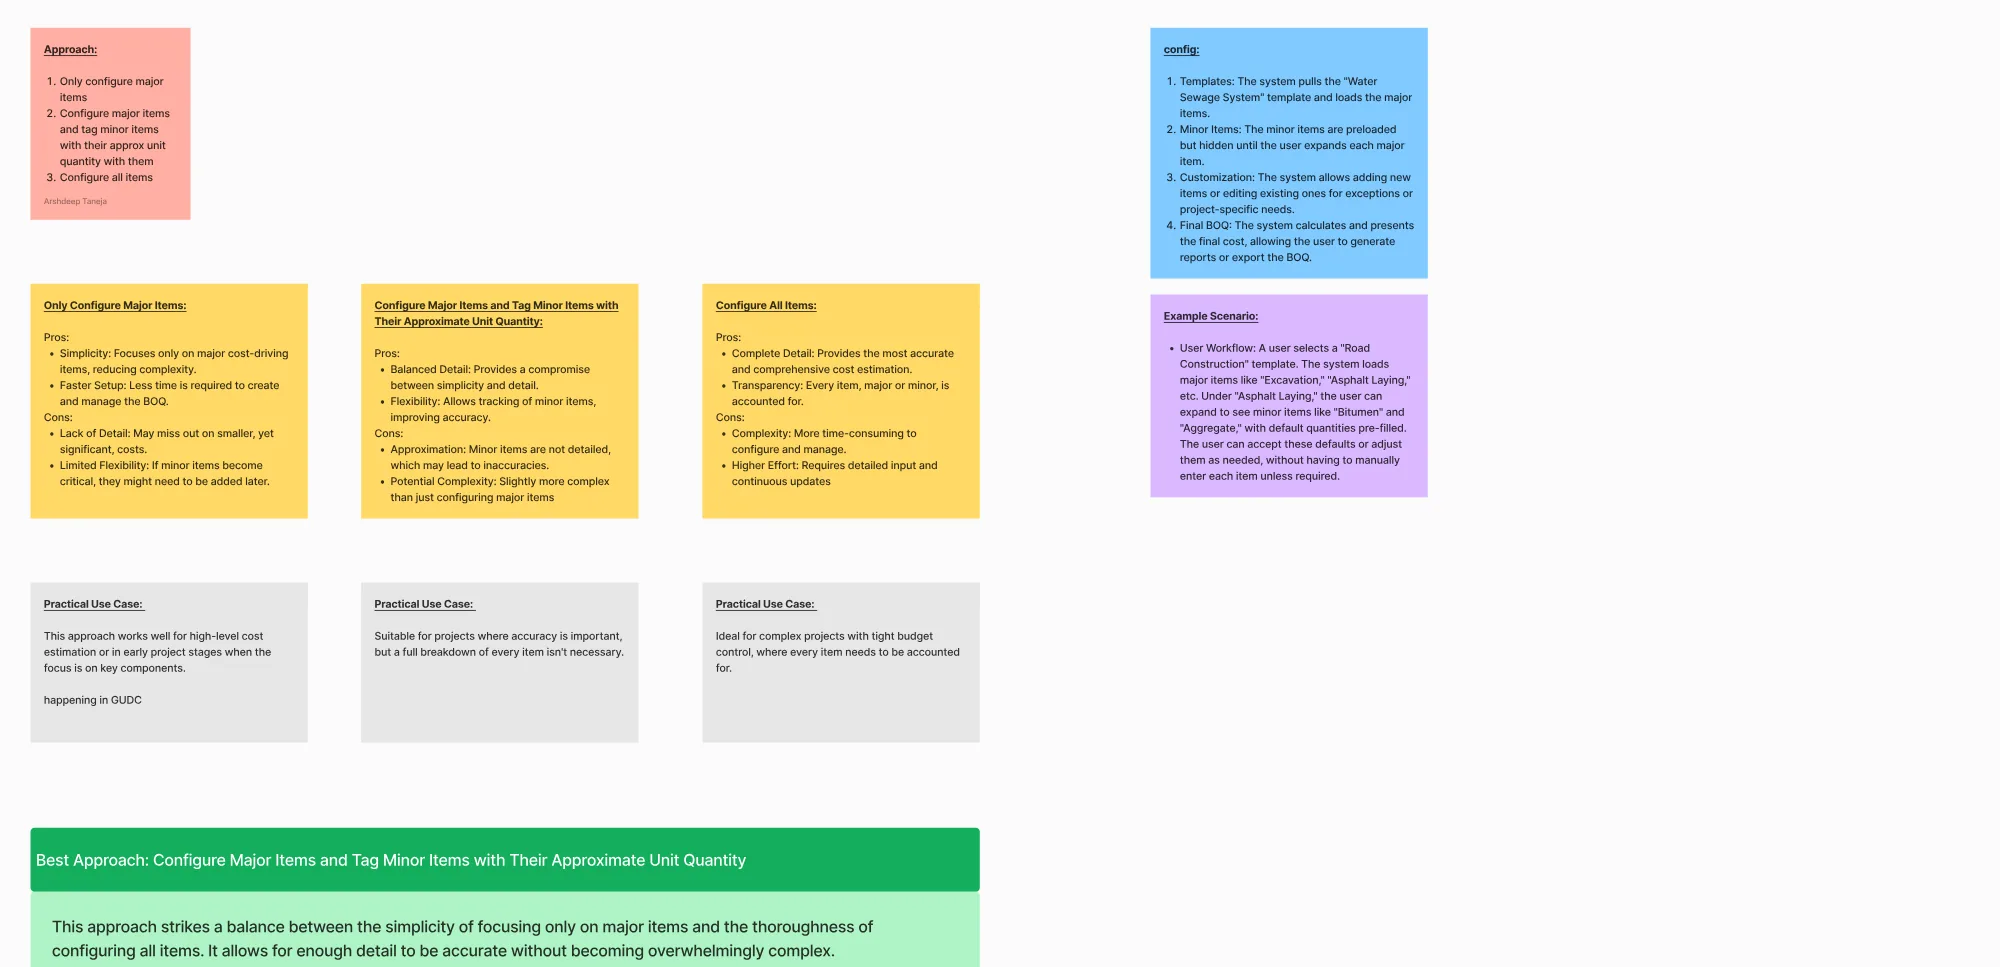 Approach:
1. Only configure major
items
2. Configure major items
and tag minor items
with their approx unit
quantity with them
3. Configure all items
Arshdeep Taneja
config:
1. Templates: The system pulls the "Water
Sewage System" template and loads the major
items.
2. Minor Items: The minor items are preloaded
but hidden until the user expands each major
item.
3. Customization: The system allows adding new
items or editing existing ones for exceptions or
project-specific needs.
4. Final BOQ: The system calculates and presents
the final cost, allowing the user to generate
reports or export the BOQ.
Only Configure Major Items:
Pros:
• Simplicity: Focuses only on major cost-driving
items, reducing complexity.
• Faster Setup: Less time is required to create
and manage the BOQ.
Cons:
• Lack of Detail: May miss out on smaller, yet
significant, costs.
• Limited Flexibility: If minor items become
critical, they might need to be added later.
Configure Major Items and Tag Minor Items with
Their Approximate Unit Quantity:
Pros:
• Balanced Detail: Provides a compromise
between simplicity and detail.
• Flexibility: Allows tracking of minor items,
improving accuracy.
Cons:
• Approximation: Minor items are not detailed,
which may lead to inaccuracies.
• Potential Complexity: Slightly more complex
than just configuring major items
Configure All Items:
Pros:
• Complete Detail: Provides the most accurate
and comprehensive cost estimation.
• Transparency: Every item, major or minor, is
accounted for.
Cons:
• Complexity: More time-consuming to
configure and manage.
• Higher Effort: Requires detailed input and
continuous updates
Example Scenario:
• User Workflow: A user selects a "Road
Construction" template. The system loads
major items like "Excavation," "Asphalt Laying,"
etc. Under "Asphalt Laying," the user can
expand to see minor items like "Bitumen" and
"Aggregate," with default quantities pre-filled.
The user can accept these defaults or adjust
them as needed, without having to manually
enter each item unless required.
Practical Use Case:
This approach works well for high-level cost
estimation or in early project stages when the
focus is on key components.
happening in GUDC
Practical Use Case:
Suitable for projects where accuracy is important,
but a full breakdown of every item isn't necessary.
Practical Use Case:
Ideal for complex projects with tight budget
control, where every item needs to be accounted
for.
Best Approach: Configure Major Items and Tag Minor Items with Their Approximate Unit Quantity
This approach strikes a balance between the simplicity of focusing only on major items and the thoroughness of
configuring all items. It allows for enough detail to be accurate without becoming overwhelmingly complex.